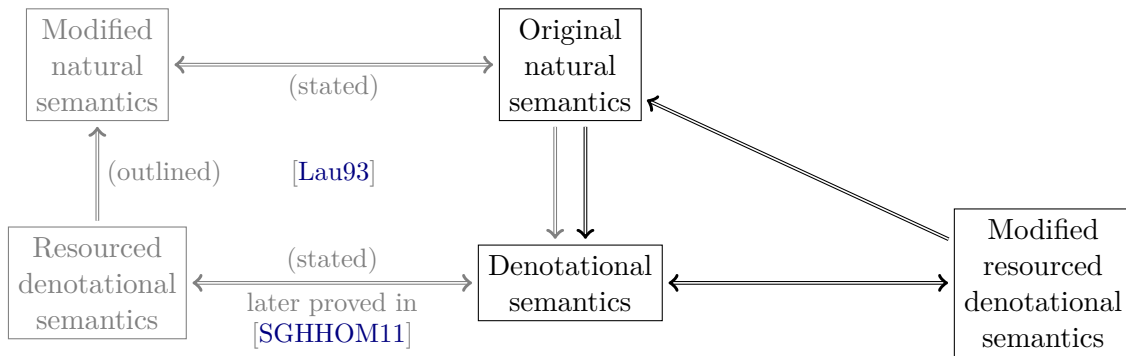 Modified
natural
semantics
(stated)
Original
natural
semantics
(outlined)
[Lau93]
Resourced
denotational
semantics
(stated)
later proved in
[SGHHOM11]
Denotational
semantics
Modified
resourced
denotational
semantics